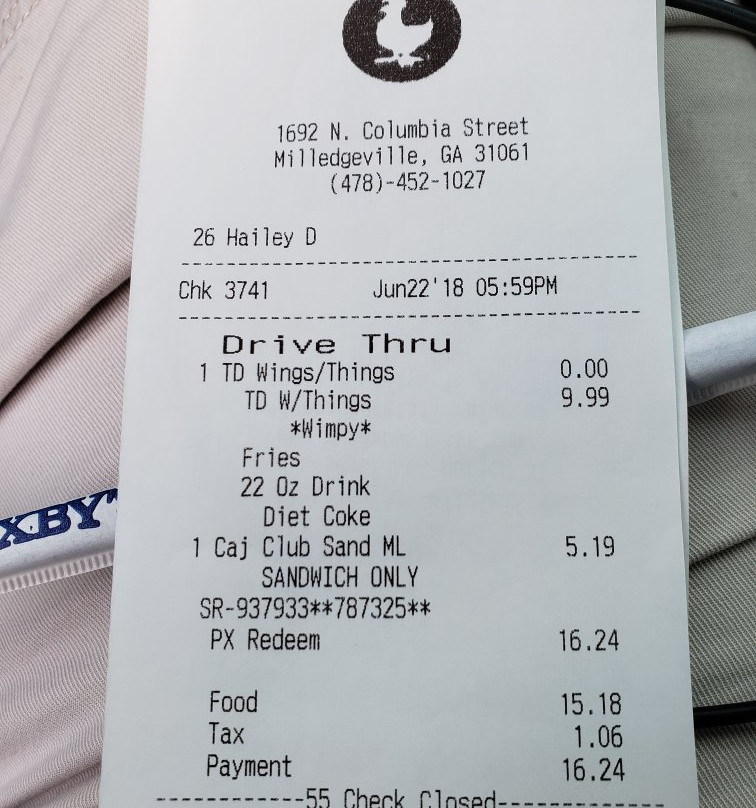 1692 N. Columbia Street
Milledgeville, GA 31061
(478)-452-1027
26 Hailey D
Chk 3741 Jun22'18 05:59PM
Drive Thru
1 TD Wings/Things 0.00
TD W/Things 9.99
*Wimpy*
Fries
22 Oz Drink
Diet Coke
1 Caj Club Sand ML 5.19
SANDWICH ONLY
SR-937933**787325**
PX Redeem 16.24
Food 15.18
Tax 1.06
Payment 16.24
-----------55 Check Closed------------
XBY'